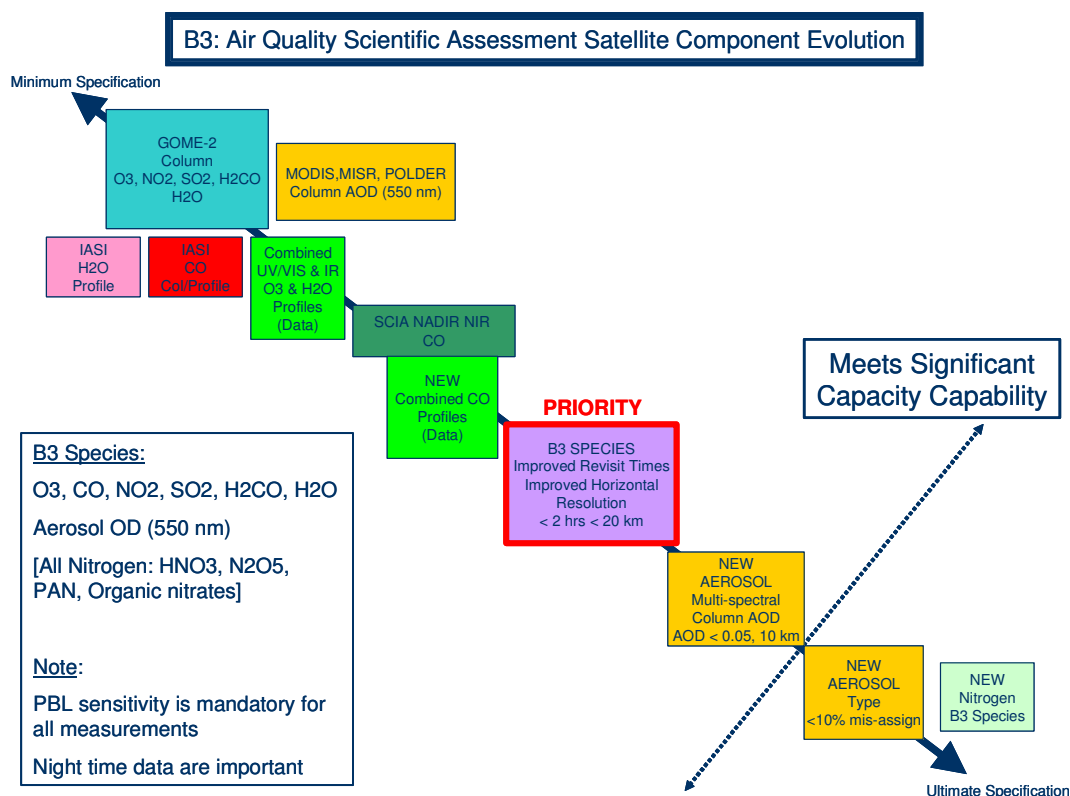 B3: Air Quality Scientific Assessment Satellite Component Evolution
Minimum Specification
GOME-2
Column
O3, NO2, SO2, H2CO
H2O
MODIS,MISR, POLDER
Column AOD (550 nm)
IASI
H2O
Profile
IASI
CO
Col/Profile
Combined
UV/VIS & IR
O3 & H2O
Profiles
(Data)
SCIA NADIR NIR
CO
NEW
Combined CO
Profiles
(Data)
Meets Significant
Capacity Capability
PRIORITY
B3 SPECIES
Improved Revisit Times
Improved Horizontal
Resolution
< 2 hrs < 20 km
B3 Species:
O3, CO, NO2, SO2, H2CO, H2O
Aerosol OD (550 nm)
[All Nitrogen: HNO3, N2O5,
PAN, Organic nitrates]
Note:
PBL sensitivity is mandatory for
all measurements
Night time data are important
NEW
AEROSOL
Multi-spectral
Column AOD
AOD < 0.05, 10 km
NEW
AEROSOL
Type
<10% mis-assign
NEW
Nitrogen
B3 Species
Ultimate Specification